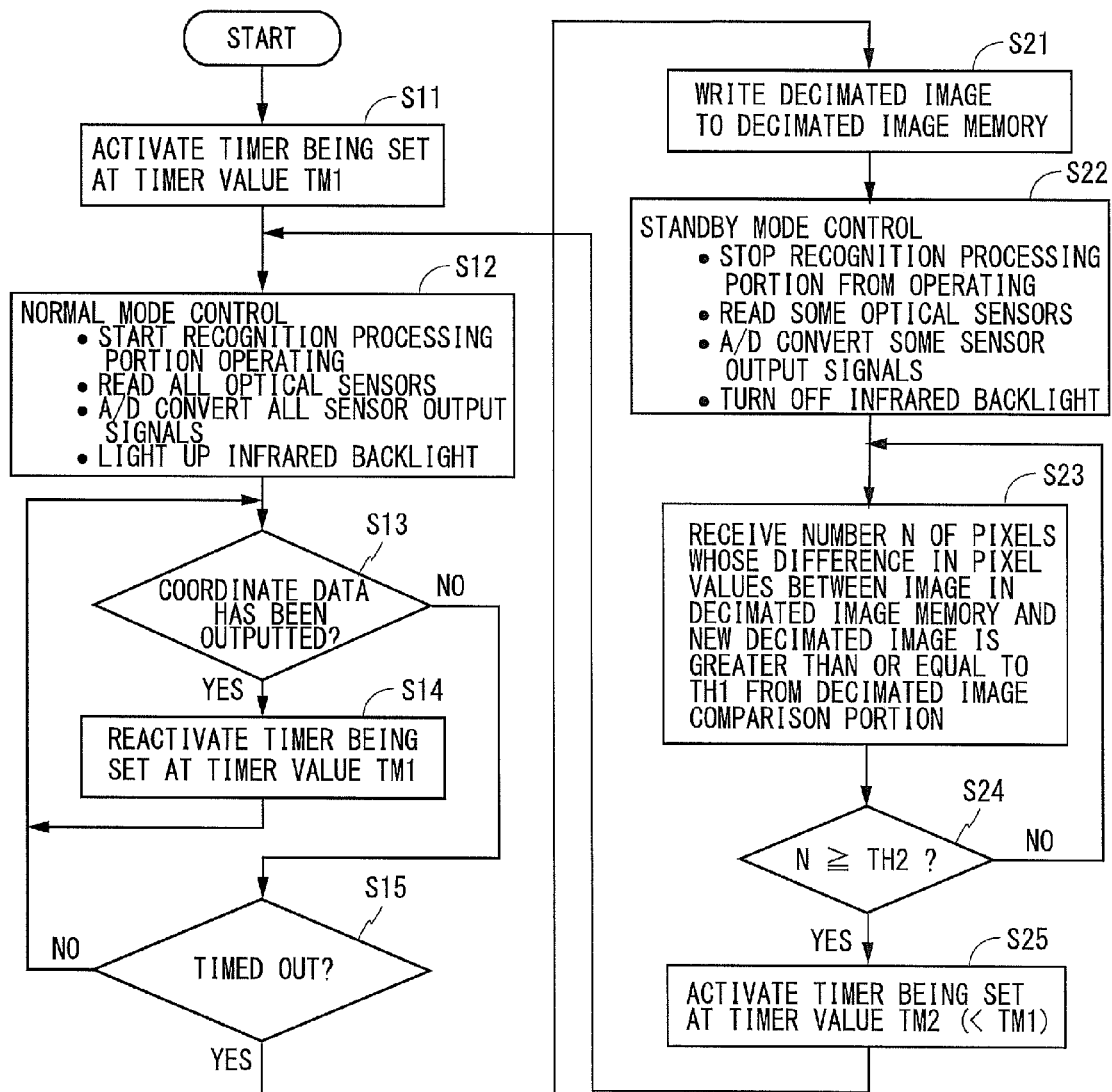 START
S11
ACTIVATE TIMER BEING SET
AT TIMER VALUE TM1
S12
NORMAL MODE CONTROL
• START RECOGNITION PROCESSING
PORTION OPERATING
• READ ALL OPTICAL SENSORS
• A/D CONVERT ALL SENSOR OUTPUT
SIGNALS
• LIGHT UP INFRARED BACKLIGHT
S13
COORDINATE DATA
HAS BEEN
OUTPUTTED?
NO
YES
S14
REACTIVATE TIMER BEING
SET AT TIMER VALUE TM1
S15
NO
TIMED OUT?
YES
S21
WRITE DECIMATED IMAGE
TO DECIMATED IMAGE MEMORY
S22
STANDBY MODE CONTROL
• STOP RECOGNITION PROCESSING
PORTION FROM OPERATING
• READ SOME OPTICAL SENSORS
• A/D CONVERT SOME SENSOR
OUTPUT SIGNALS
• TURN OFF INFRARED BACKLIGHT
S23
RECEIVE NUMBER N OF PIXELS
WHOSE DIFFERENCE IN PIXEL
VALUES BETWEEN IMAGE IN
DECIMATED IMAGE MEMORY AND
NEW DECIMATED IMAGE IS
GREATER THAN OR EQUAL TO
TH1 FROM DECIMATED IMAGE
COMPARISON PORTION
S24
N ≧ TH2 ?
NO
YES
S25
ACTIVATE TIMER BEING SET
AT TIMER VALUE TM2 (< TM1)